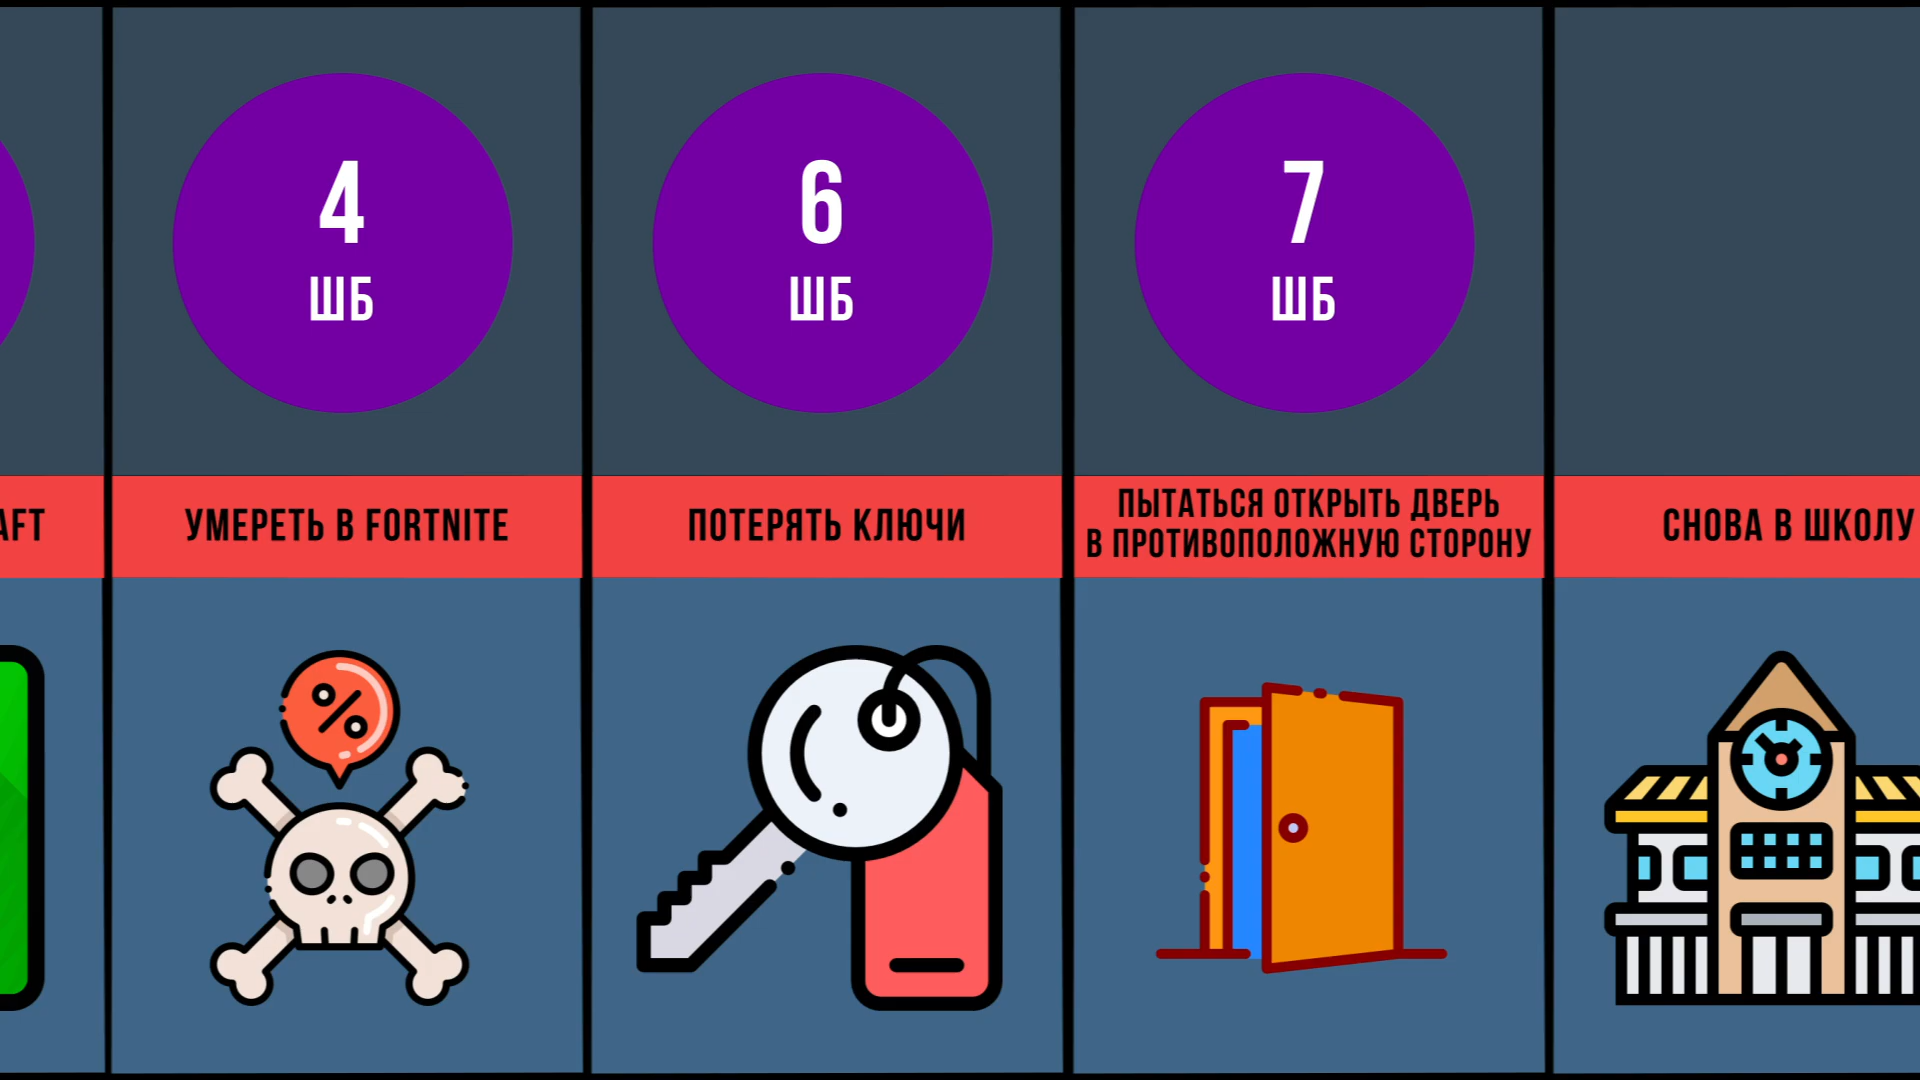 4
ШБ
6
ШБ
7
ШБ
AFT
УМЕРЕТЬ В FORTNITE
ПОТЕРЯТЬ КЛЮЧИ
ПЫТАТЬСЯ ОТКРЫТЬ ДВЕРЬ
В ПРОТИВОПОЛОЖНУЮ СТОРОНУ
СНОВА В ШКОЛУ
%